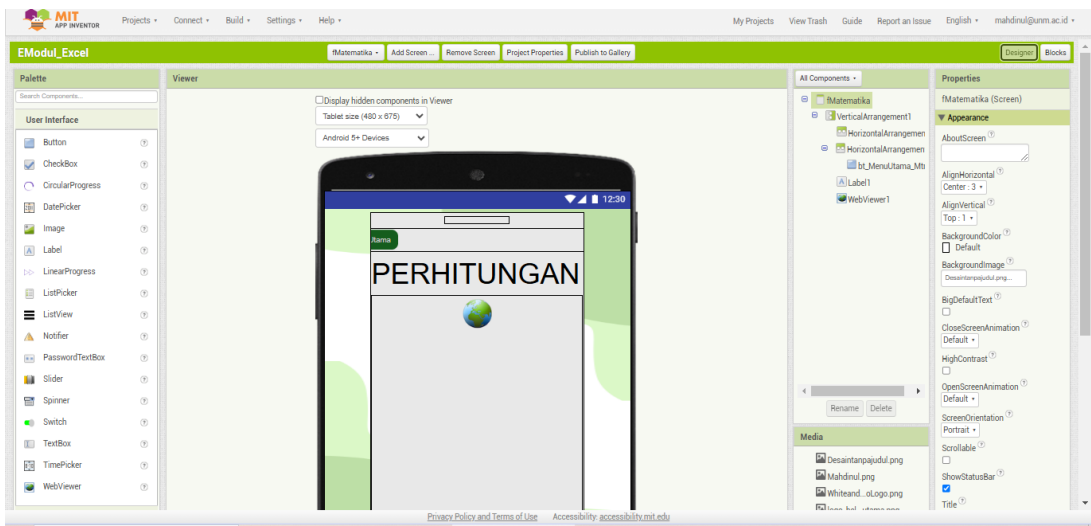 MIT
APP INVENTOR
Projects Connect Build Settings Help
My Projects View Trash Guide Report an Issue English mahdinul@unm.ac.id
EModul_Excel
fMatematika Add Screen ... Remove Screen Project Properties Publish to Gallery
Designer Blocks
Palette
Search Components...
User Interface
Button
CheckBox
CircularProgress
DatePicker
Image
Label
LinearProgress
ListPicker
ListView
Notifier
PasswordTextBox
Slider
Spinner
Switch
TextBox
TimePicker
WebViewer
Viewer
Display hidden components in Viewer
Tablet size (480 x 675)
Android 5+ Devices
12:30
Utama
PERHITUNGAN
All Components
fMatematika
VerticalArrangement1
HorizontalArrangemen
HorizontalArrangemen
bt_MenuUtama_Mt
Label1
WebViewer1
Rename Delete
Media
Desaintanpajudul.png
Mahdinul.png
Whiteand...oLogo.png
Properties
fMatematika (Screen)
Appearance
AboutScreen
AlignHorizontal
Center : 3
AlignVertical
Top : 1
BackgroundColor
Default
BackgroundImage
Desaintanpajudul.png...
BigDefaultText
CloseScreenAnimation
Default
HighContrast
OpenScreenAnimation
Default
ScreenOrientation
Portrait
Scrollable
ShowStatusBar
Title
Privacy Policy and Terms of Use Accessibility: accessibility.mit.edu